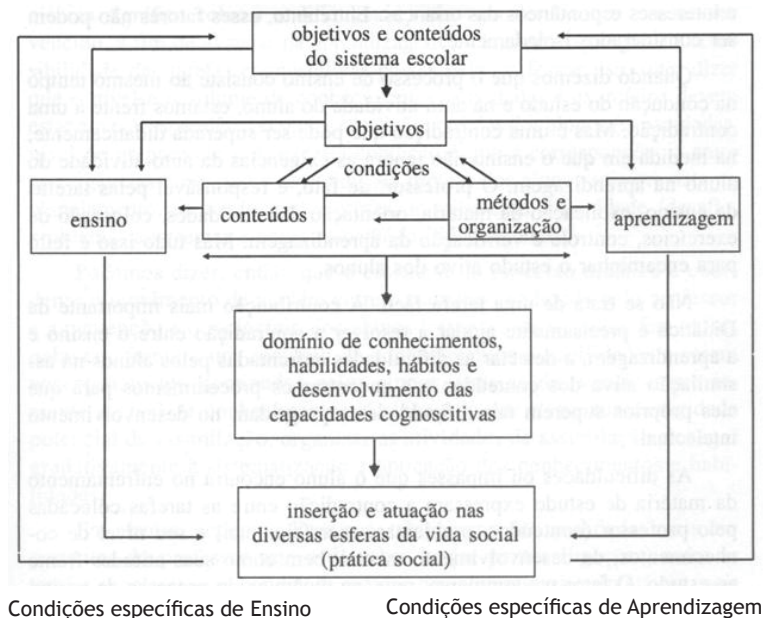 objetivos e conteúdos
do sistema escolar
objetivos
condições
ensino
conteúdos
métodos e
organização
aprendizagem
domínio de conhecimentos,
habilidades, hábitos e
desenvolvimento das
capacidades cognoscitivas
inserção e atuação nas
diversas esferas da vida social
(prática social)
Condições específicas de Ensino
Condições específicas de Aprendizagem